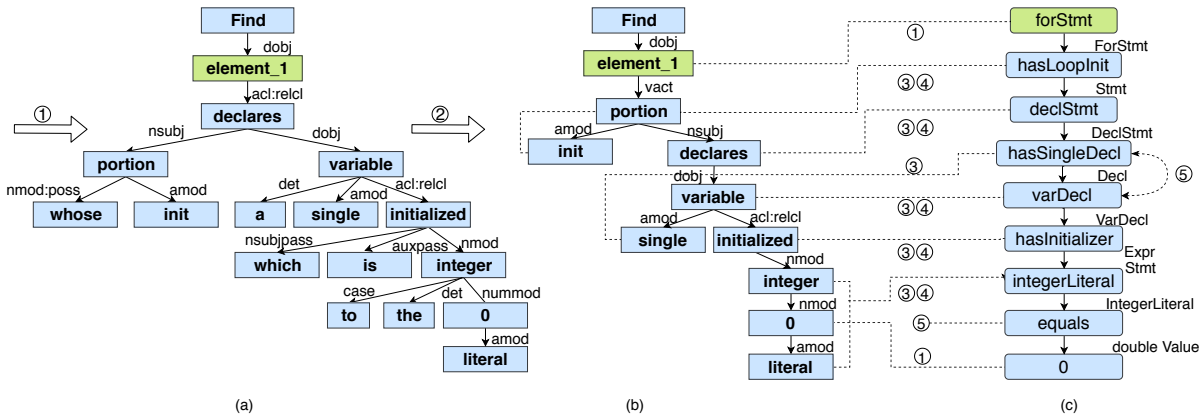 ①
Find
dobj
element_1
acl:relcl
declares
nsubj
dobj
portion
variable
nmod:poss
amod
det
amod
acl:relcl
whose
init
a
single
initialized
nsubjpass
auxpass
nmod
which
is
integer
case
det
nummod
to
the
0
amod
literal
(a)
②
Find
dobj
element_1
vact
portion
amod
nsubj
init
declares
dobj
variable
amod
acl:relcl
single
initialized
nmod
integer
nmod
0
amod
literal
(b)
①
③④
③④
③
③④
③④
③④
⑤
①
forStmt
ForStmt
hasLoopInit
Stmt
declStmt
DeclStmt
hasSingleDecl
Decl
⑤
varDecl
VarDecl
hasInitializer
Expr
Stmt
integerLiteral
IntegerLiteral
equals
double Value
0
(c)